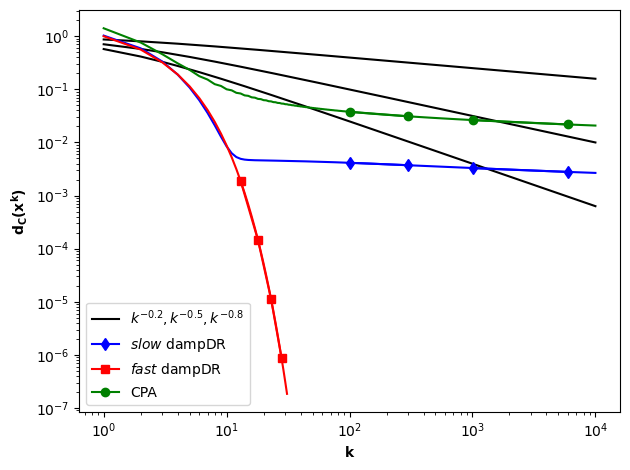 10^0
10^{-1}
10^{-2}
10^{-3}
10^{-4}
10^{-5}
10^{-6}
10^{-7}
d_C(x^k)
k^{-0.2}, k^{-0.5}, k^{-0.8}
slow dampDR
fast dampDR
CPA
10^0 10^1 10^2 10^3 10^4
k